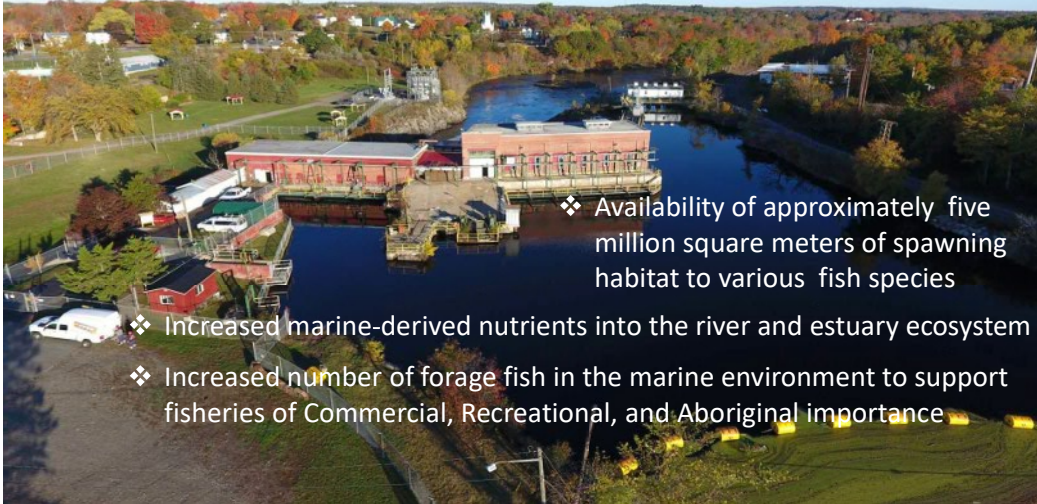 ❖ Availability of approximately five
million square meters of spawning
habitat to various fish species
❖ Increased marine-derived nutrients into the river and estuary ecosystem
❖ Increased number of forage fish in the marine environment to support
fisheries of Commercial, Recreational, and Aboriginal importance